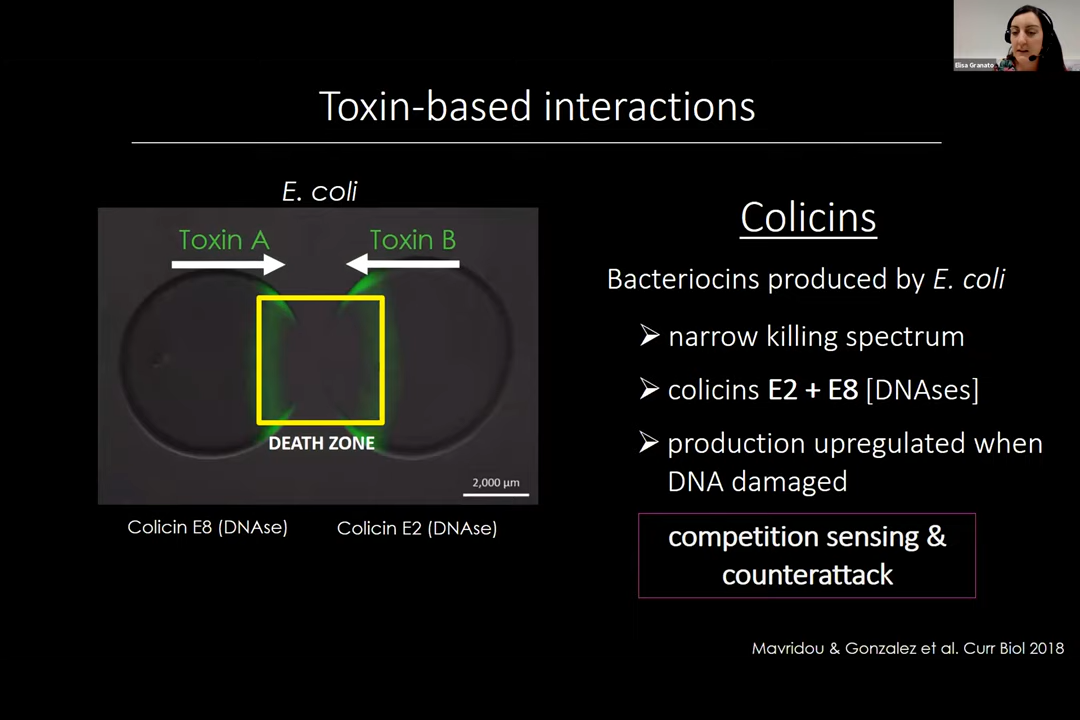 Elisa Granato
Toxin-based interactions
E. coli
Toxin A
Toxin B
DEATH ZONE
2,000 µm
Colicin E8 (DNAse)
Colicin E2 (DNAse)
Colicins
Bacteriocins produced by E. coli
narrow killing spectrum
colicins E2 + E8 [DNAses]
production upregulated when
DNA damaged
competition sensing &
counterattack
Mavridou & Gonzalez et al. Curr Biol 2018